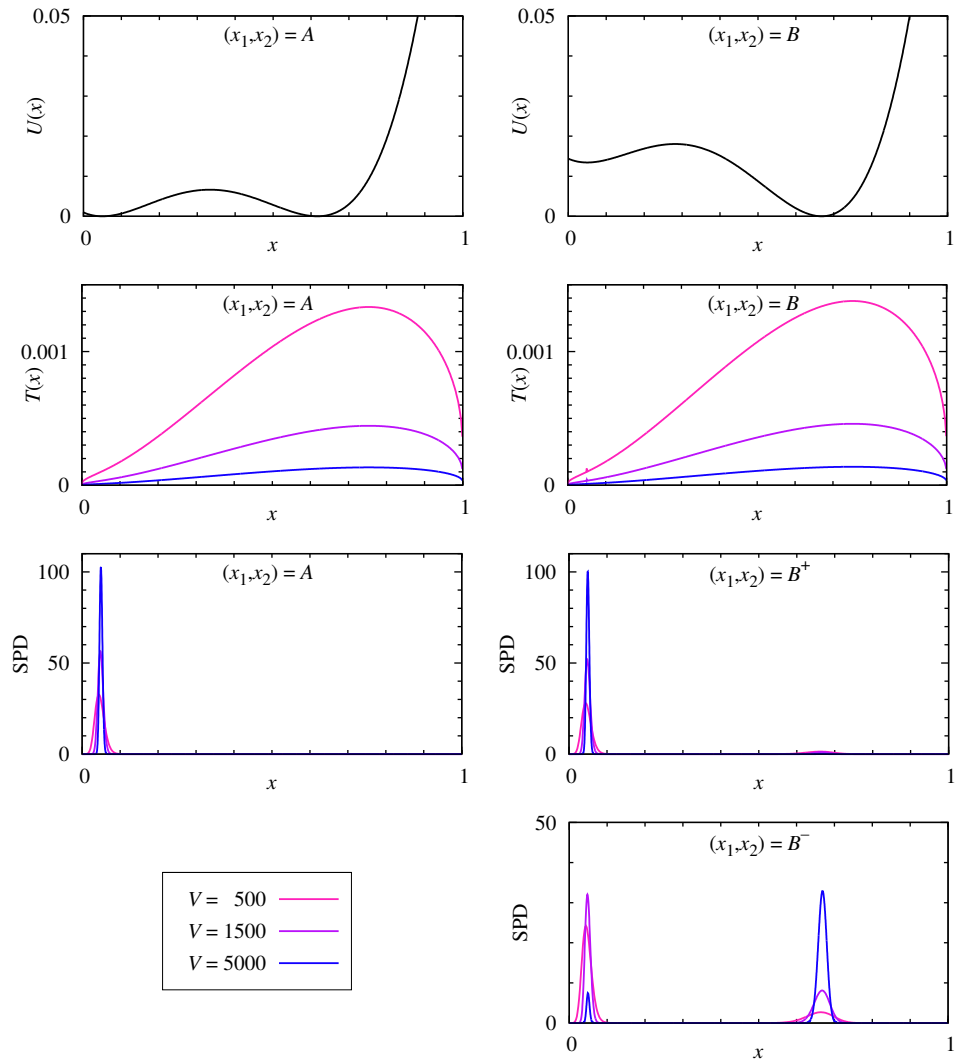 (x₁,x₂) = A
U(x)
0.05
0
0
1
x
(x₁,x₂) = B
U(x)
0.05
0
0
1
x
(x₁,x₂) = A
T(x)
0.001
0
0
1
x
(x₁,x₂) = B
T(x)
0.001
0
0
1
x
(x₁,x₂) = A
SPD
100
50
0
0
1
x
(x₁,x₂) = B⁺
SPD
100
50
0
0
1
x
(x₁,x₂) = B⁻
SPD
50
0
0
1
x
V = 500
V = 1500
V = 5000